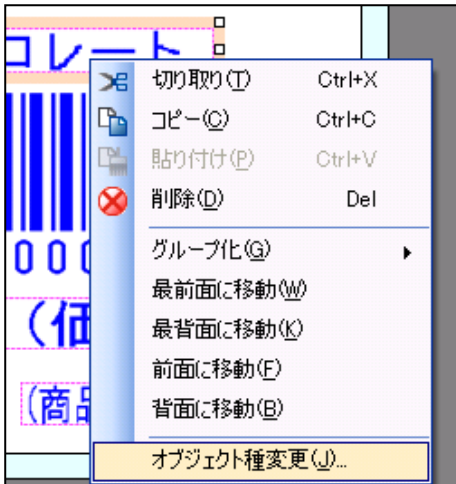 コレート
切り取り(T) Ctrl+X
コピー(C) Ctrl+C
貼り付け(P) Ctrl+V
削除(D) Del
000
グループ化(G)
最前面に移動(W)
(価
最背面に移動(K)
前面に移動(F)
(商品
背面に移動(B)
オブジェクト種変更(J)...